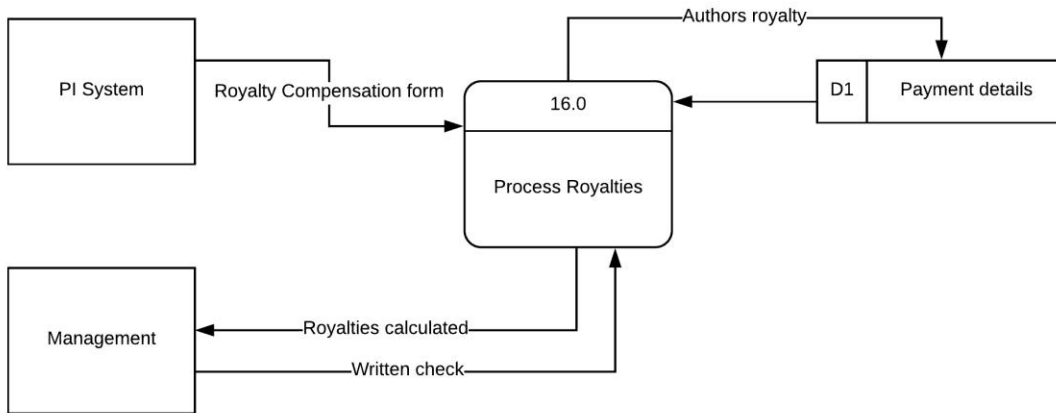 Authors royalty
PI System
Royalty Compensation form
16.0
D1
Payment details
Process Royalties
Management
Royalties calculated
Written check